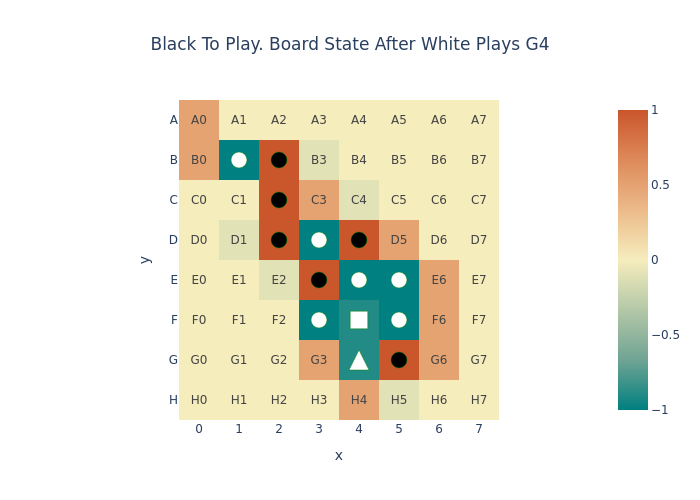 Black To Play. Board State After White Plays G4
A A0 A1 A2 A3 A4 A5 A6 A7
B B0 B3 B4 B5 B6 B7
C C0 C1 C3 C4 C5 C6 C7
D D0 D1 D5 D6 D7
E E0 E1 E2 E6 E7
F F0 F1 F2 F6 F7
G G0 G1 G2 G3 G6 G7
H H0 H1 H2 H3 H4 H5 H6 H7
0 1 2 3 4 5 6 7
x
y
1
0.5
0
−0.5
−1